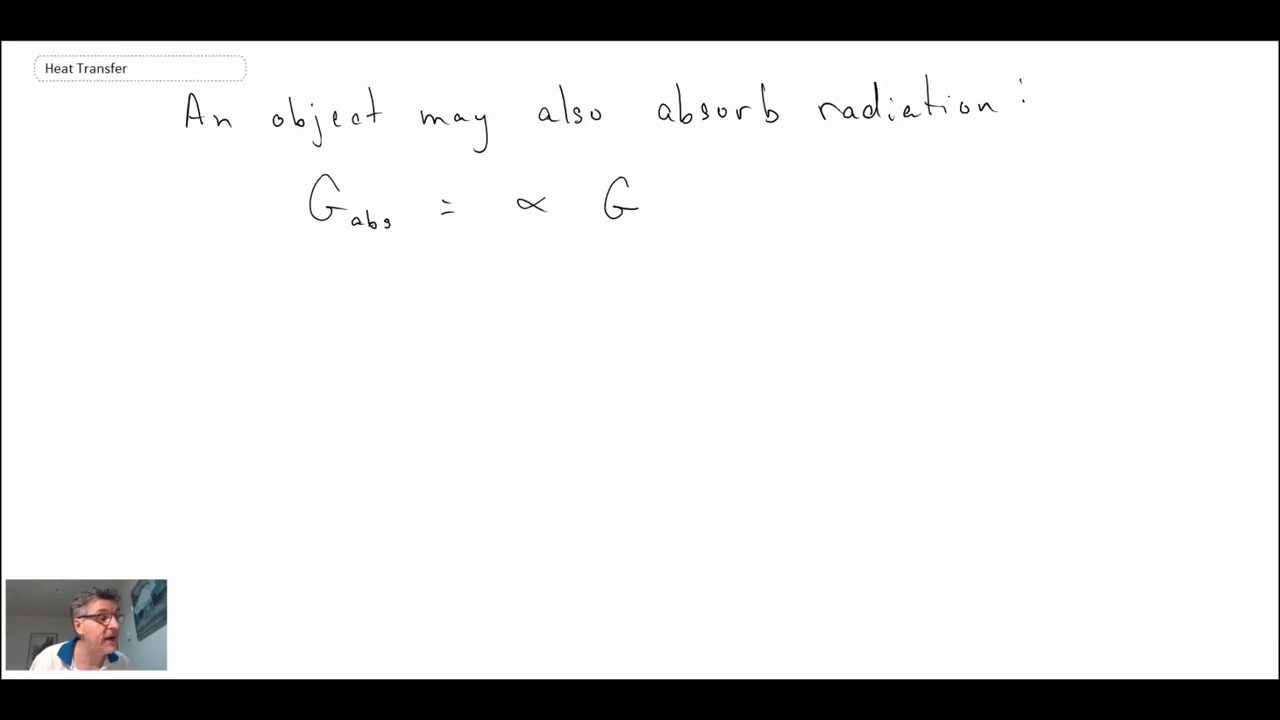 Heat Transfer
An object may also absorb radiation :
G_abs = α G